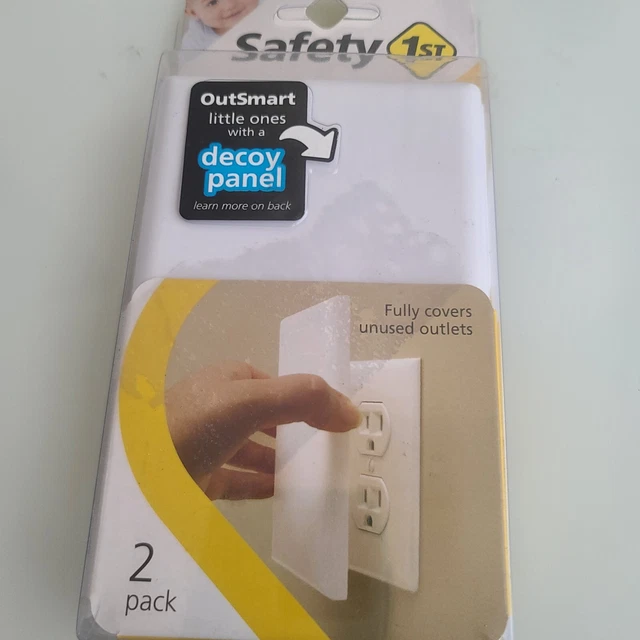 Safety 1ST
OutSmart
little ones
with a
decoy
panel
learn more on back
Fully covers
unused outlets
2
pack